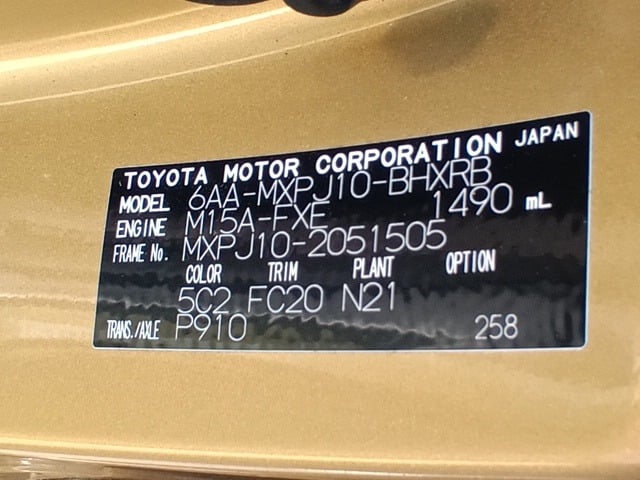 TOYOTA MOTOR CORPORATION JAPAN
MODEL 6AA-MXPJ10-BHXRB
ENGINE M15A-FXE 1490 mL
FRAME No. MXPJ10-2051505
COLOR TRIM PLANT OPTION
5C2 FC20 N21
TRANS./AXLE P910 258